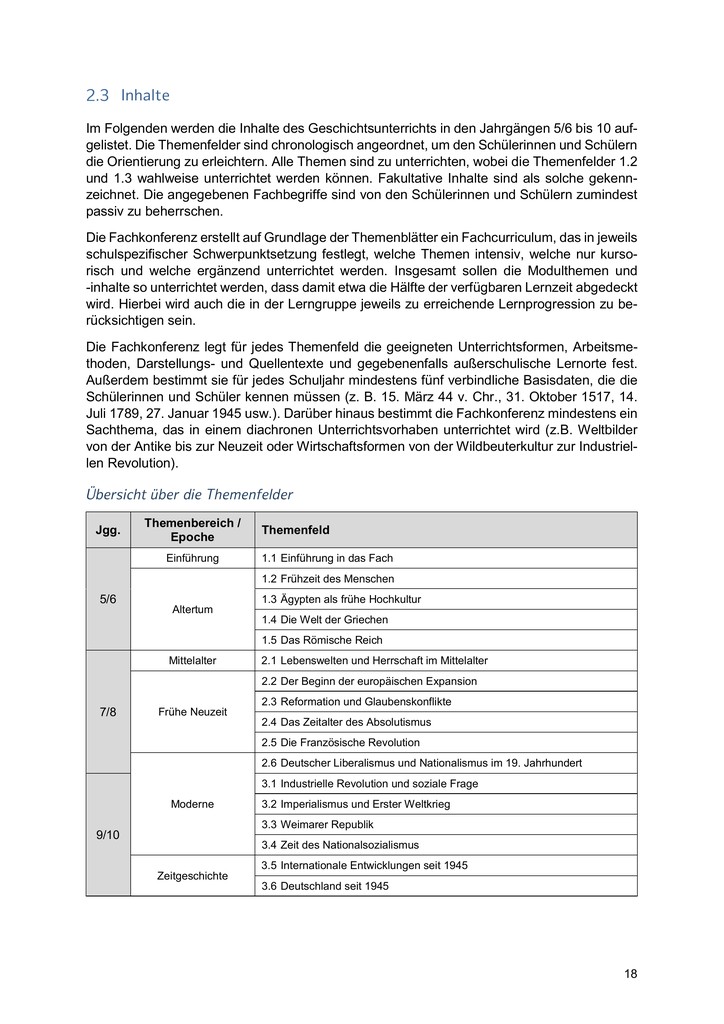 2.3 Inhalte
Im Folgenden werden die Inhalte des Geschichtsunterrichts in den Jahrgängen 5/6 bis 10 auf-
gelistet. Die Themenfelder sind chronologisch angeordnet, um den Schülerinnen und Schülern
die Orientierung zu erleichtern. Alle Themen sind zu unterrichten, wobei die Themenfelder 1.2
und 1.3 wahlweise unterrichtet werden können. Fakultative Inhalte sind als solche gekenn-
zeichnet. Die angegebenen Fachbegriffe sind von den Schülerinnen und Schülern zumindest
passiv zu beherrschen.
Die Fachkonferenz erstellt auf Grundlage der Themenblätter ein Fachcurriculum, das in jeweils
schulspezifischer Schwerpunktsetzung festlegt, welche Themen intensiv, welche nur kurso-
risch und welche ergänzend unterrichtet werden. Insgesamt sollen die Modulthemen und
-inhalte so unterrichtet werden, dass damit etwa die Hälfte der verfügbaren Lernzeit abgedeckt
wird. Hierbei wird auch die in der Lerngruppe jeweils zu erreichende Lernprogression zu be-
rücksichtigen sein.
Die Fachkonferenz legt für jedes Themenfeld die geeigneten Unterrichtsformen, Arbeitsme-
thoden, Darstellungs- und Quellentexte und gegebenenfalls außerschulische Lernorte fest.
Außerdem bestimmt sie für jedes Schuljahr mindestens fünf verbindliche Basisdaten, die die
Schülerinnen und Schüler kennen müssen (z. B. 15. März 44 v. Chr., 31. Oktober 1517, 14.
Juli 1789, 27. Januar 1945 usw.). Darüber hinaus bestimmt die Fachkonferenz mindestens ein
Sachthema, das in einem diachronen Unterrichtsvorhaben unterrichtet wird (z.B. Weltbilder
von der Antike bis zur Neuzeit oder Wirtschaftsformen von der Wildbeuterkultur zur Industriel-
len Revolution).
Übersicht über die Themenfelder
Jgg. Themenbereich / Epoche Themenfeld
5/6
Einführung
1.1 Einführung in das Fach
Altertum
1.2 Frühzeit des Menschen
1.3 Ägypten als frühe Hochkultur
1.4 Die Welt der Griechen
1.5 Das Römische Reich
7/8
Mittelalter
2.1 Lebenswelten und Herrschaft im Mittelalter
Frühe Neuzeit
2.2 Der Beginn der europäischen Expansion
2.3 Reformation und Glaubenskonflikte
2.4 Das Zeitalter des Absolutismus
2.5 Die Französische Revolution
Moderne
2.6 Deutscher Liberalismus und Nationalismus im 19. Jahrhundert
9/10
3.1 Industrielle Revolution und soziale Frage
3.2 Imperialismus und Erster Weltkrieg
3.3 Weimarer Republik
3.4 Zeit des Nationalsozialismus
Zeitgeschichte
3.5 Internationale Entwicklungen seit 1945
3.6 Deutschland seit 1945
18